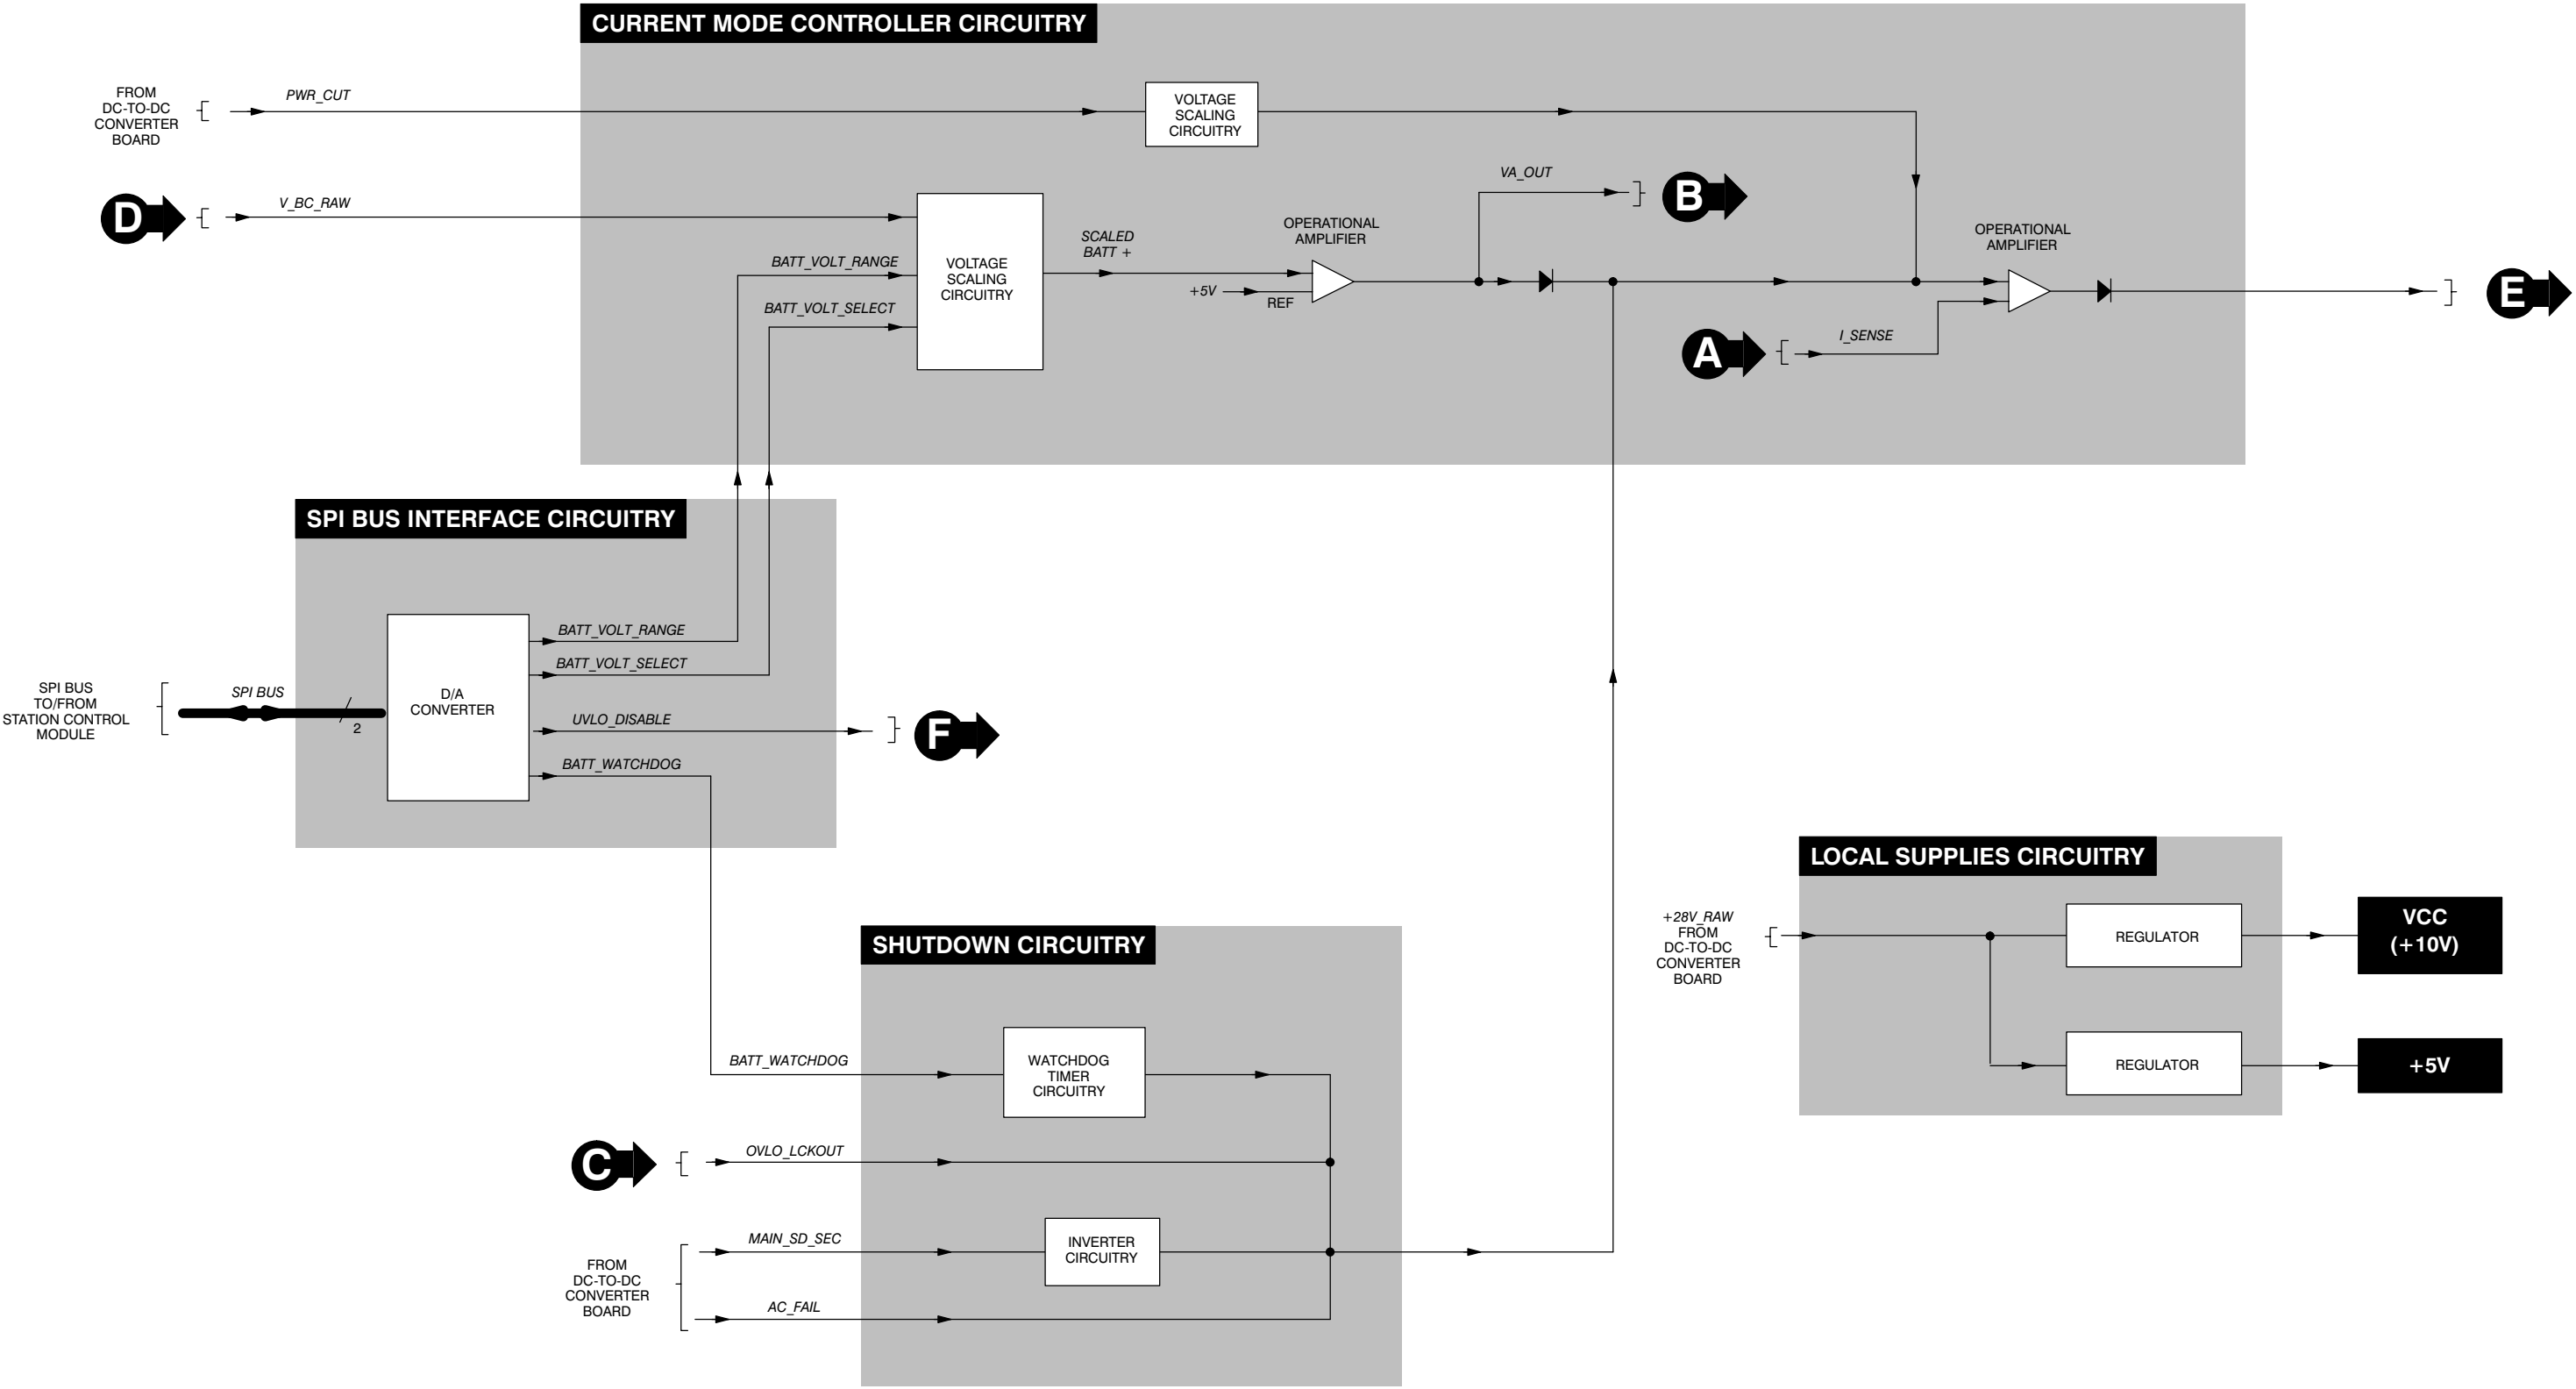 CURRENT MODE CONTROLLER CIRCUITRY
FROM
DC-TO-DC
CONVERTER
BOARD
PWR_CUT
VOLTAGE
SCALING
CIRCUITRY
D
V_BC_RAW
BATT_VOLT_RANGE
BATT_VOLT_SELECT
VOLTAGE
SCALING
CIRCUITRY
SCALED
BATT +
+5V
REF
OPERATIONAL
AMPLIFIER
VA_OUT
B
A
I_SENSE
OPERATIONAL
AMPLIFIER
E
SPI BUS INTERFACE CIRCUITRY
SPI BUS
TO/FROM
STATION CONTROL
MODULE
SPI BUS
2
D/A
CONVERTER
BATT_VOLT_RANGE
BATT_VOLT_SELECT
UVLO_DISABLE
BATT_WATCHDOG
F
SHUTDOWN CIRCUITRY
BATT_WATCHDOG
WATCHDOG
TIMER
CIRCUITRY
C
OVLO_LCKOUT
FROM
DC-TO-DC
CONVERTER
BOARD
MAIN_SD_SEC
AC_FAIL
INVERTER
CIRCUITRY
LOCAL SUPPLIES CIRCUITRY
+28V_RAW
FROM
DC-TO-DC
CONVERTER
BOARD
REGULATOR
VCC
(+10V)
REGULATOR
+5V